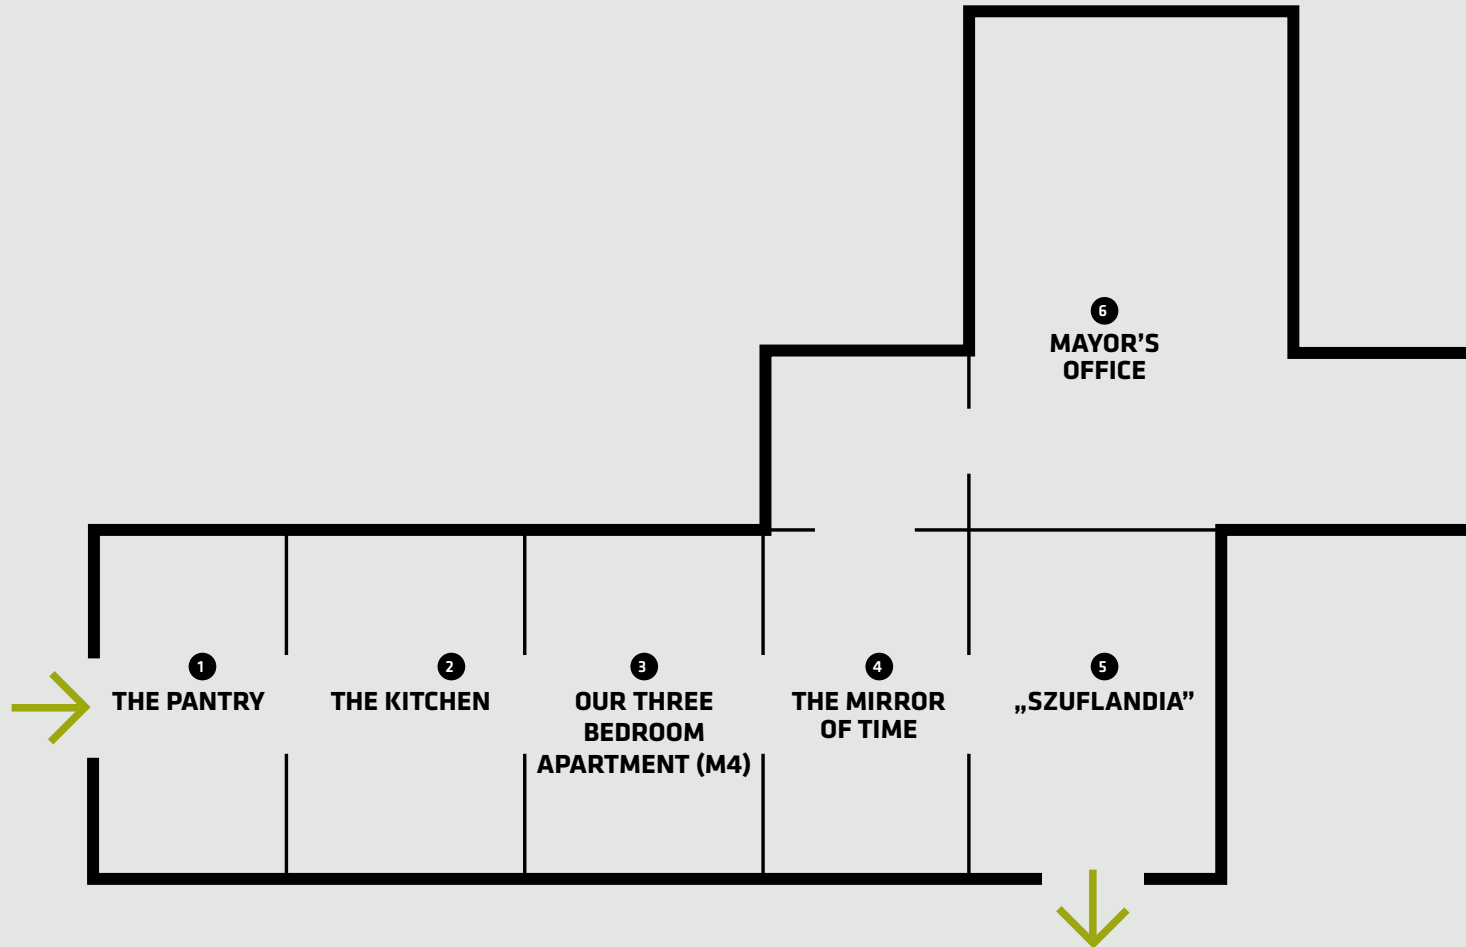 6
MAYOR’S
OFFICE
1
THE PANTRY
2
THE KITCHEN
3
OUR THREE
BEDROOM
APARTMENT (M4)
4
THE MIRROR
OF TIME
5
„SZUFLANDIA”